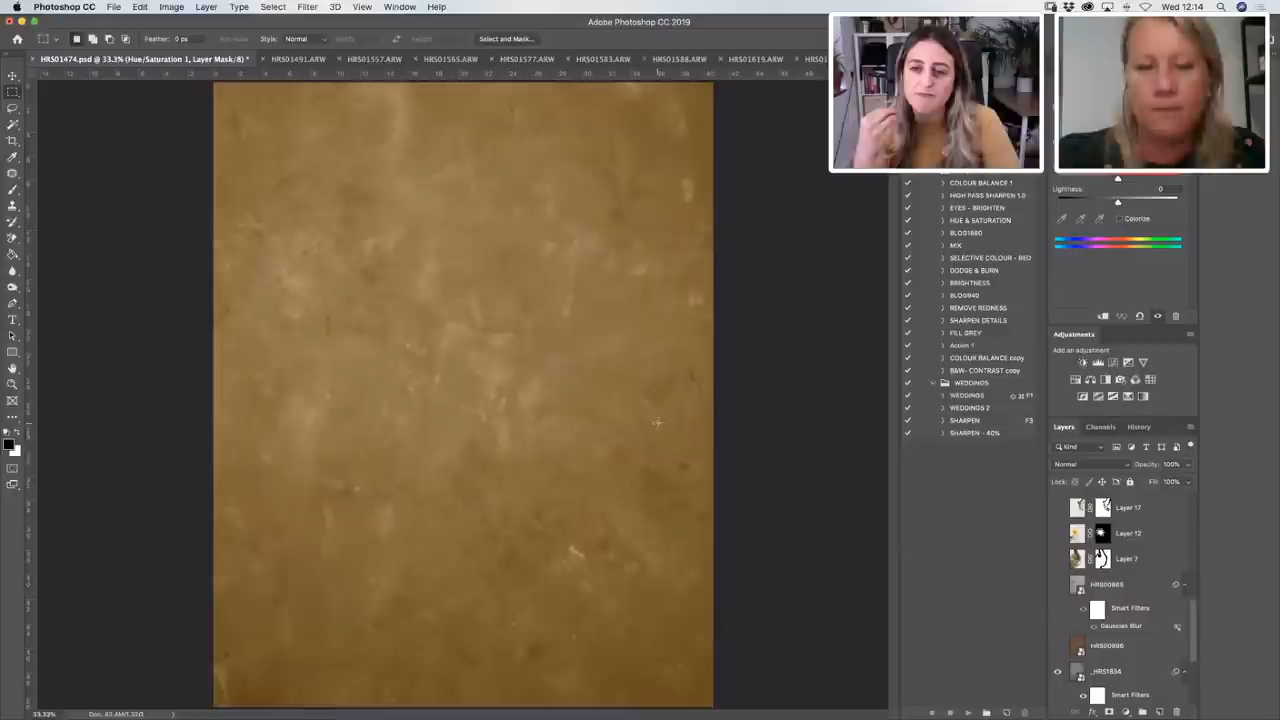 Photoshop CC File Edit Image Layer Type Select Filter 3D View Window Help Wed 12:14
Adobe Photoshop CC 2019
Feather: 0 px Style: Normal Select and Mask...
HRS01474.psd @ 33.3% (Hue/Saturation 1, Layer Mask/8) * HRS01491.ARW HRS01557.ARW HRS01565.ARW HRS01577.ARW HRS01583.ARW HRS01588.ARW HRS01619.ARW
COLOUR BALANCE 1
HIGH PASS SHARPEN 1.0
EYES - BRIGHTEN
HUE & SATURATION
BLOG1880
MIX
SELECTIVE COLOUR - RED
DODGE & BURN
BRIGHTNESS
BLOG940
REMOVE REDNESS
SHARPEN DETAILS
FILL GREY
Action 1
COLOUR BALANCE copy
B&W- CONTRAST copy
WEDDINGS
WEDDINGS F1
WEDDINGS 2
SHARPEN F3
SHARPEN - 40%
Lightness: 0
Colorize
Adjustments
Add an adjustment
Layers Channels History
Kind
Normal Opacity: 100%
Lock: Fill: 100%
Layer 17
Layer 12
Layer 7
HRS00665
Smart Filters
Gaussian Blur
HRS00696
_HRS1634
Smart Filters
33.33%